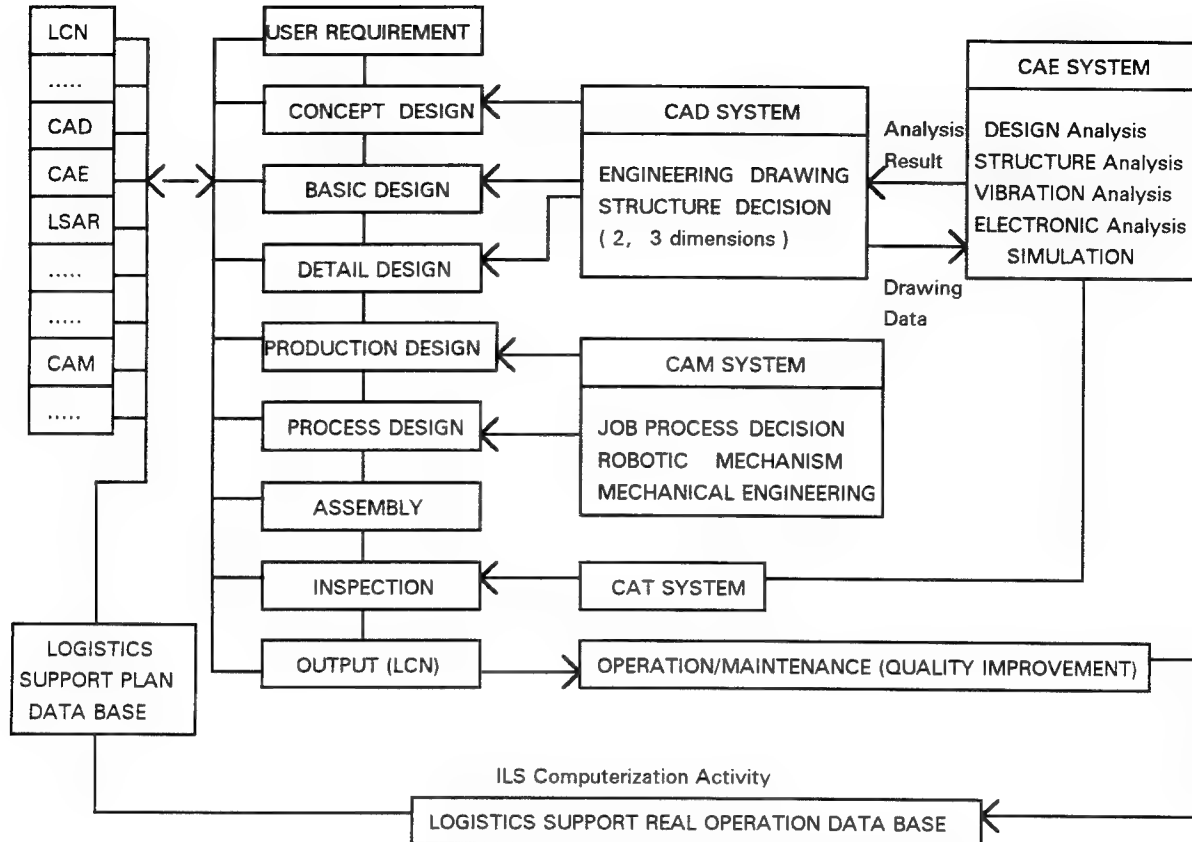 LCN
.....
CAD
CAE
LSAR
.....
.....
CAM
.....
LOGISTICS
SUPPORT PLAN
DATA BASE
USER REQUIREMENT
CONCEPT DESIGN
BASIC DESIGN
DETAIL DESIGN
PRODUCTION DESIGN
PROCESS DESIGN
ASSEMBLY
INSPECTION
OUTPUT (LCN)
CAD SYSTEM
ENGINEERING DRAWING
STRUCTURE DECISION
( 2, 3 dimensions )
Analysis
Result
Drawing
Data
CAE SYSTEM
DESIGN Analysis
STRUCTURE Analysis
VIBRATION Analysis
ELECTRONIC Analysis
SIMULATION
CAM SYSTEM
JOB PROCESS DECISION
ROBOTIC MECHANISM
MECHANICAL ENGINEERING
CAT SYSTEM
OPERATION/MAINTENANCE (QUALITY IMPROVEMENT)
ILS Computerization Activity
LOGISTICS SUPPORT REAL OPERATION DATA BASE